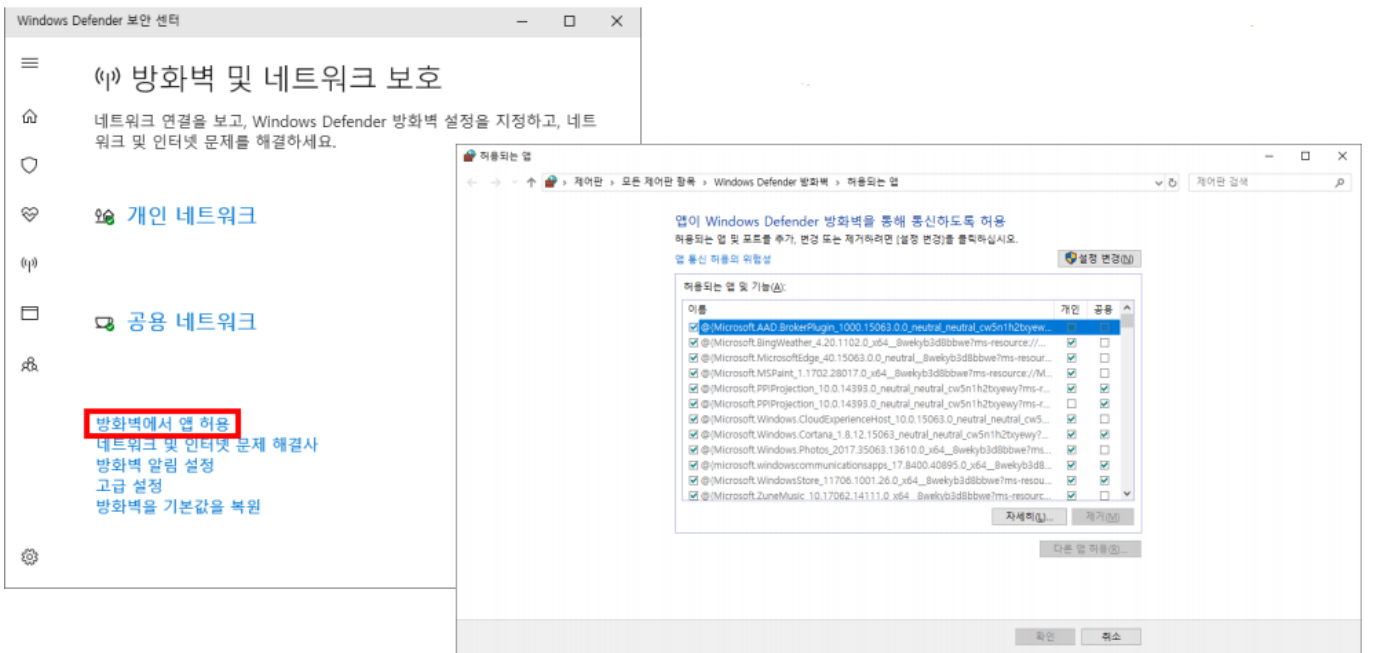 Windows Defender 보안 센터
방화벽 및 네트워크 보호
네트워크 연결을 보고, Windows Defender 방화벽 설정을 지정하고, 네트
워크 및 인터넷 문제를 해결하세요.
개인 네트워크
공용 네트워크
방화벽에서 앱 허용
네트워크 및 인터넷 문제 해결사
방화벽 알림 설정
고급 설정
방화벽을 기본값을 복원
허용되는 앱
제어판 › 모든 제어판 항목 › Windows Defender 방화벽 › 허용되는 앱
제어판 검색
앱이 Windows Defender 방화벽을 통해 통신하도록 허용
허용되는 앱 및 포트를 추가, 변경 또는 제거하려면 [설정 변경]을 클릭하십시오.
앱 통신 허용의 위험성
설정 변경(N)
허용되는 앱 및 기능(A):
이름 개인 공용
@{Microsoft.AAD.BrokerPlugin_1000.15063.0.0_neutral_neutral_cw5n1h2txyew...
@{Microsoft.BingWeather_4.20.1102.0_x64__8wekyb3d8bbwe?ms-resource://...
@{Microsoft.MicrosoftEdge_40.15063.0.0_neutral__8wekyb3d8bbwe?ms-resour...
@{Microsoft.MSPaint_1.1702.28017.0_x64__8wekyb3d8bbwe?ms-resource://M...
@{Microsoft.PPIProjection_10.0.14393.0_neutral_neutral_cw5n1h2txyewy?ms-r...
@{Microsoft.PPIProjection_10.0.14393.0_neutral_neutral_cw5n1h2txyewy?ms-r...
@{Microsoft.Windows.CloudExperienceHost_10.0.15063.0_neutral_neutral_cw5...
@{Microsoft.Windows.Cortana_1.8.12.15063_neutral_neutral_cw5n1h2txyewy?...
@{Microsoft.Windows.Photos_2017.35063.13610.0_x64__8wekyb3d8bbwe?ms...
@{microsoft.windowscommunicationsapps_17.8400.40895.0_x64__8wekyb3d8...
@{Microsoft.WindowsStore_11706.1001.26.0_x64__8wekyb3d8bbwe?ms-resou...
@{Microsoft.ZuneMusic_10.17062.14111.0_x64__8wekyb3d8bbwe?ms-resourc...
자세히(L)... 제거(M)
다른 앱 허용(R)...
확인 취소